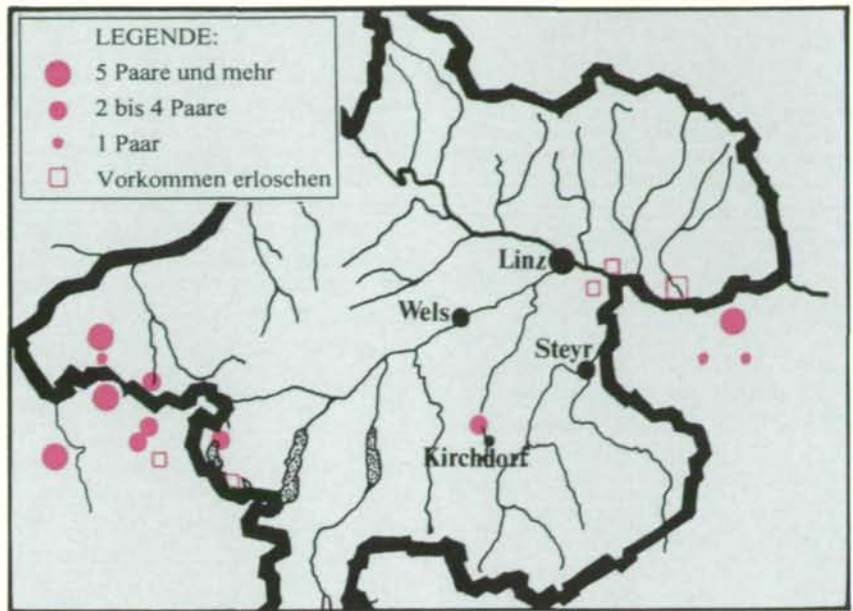 LEGENDE:
5 Paare und mehr
2 bis 4 Paare
1 Paar
Vorkommen erloschen
Linz
Wels
Steyr
Kirchdorf